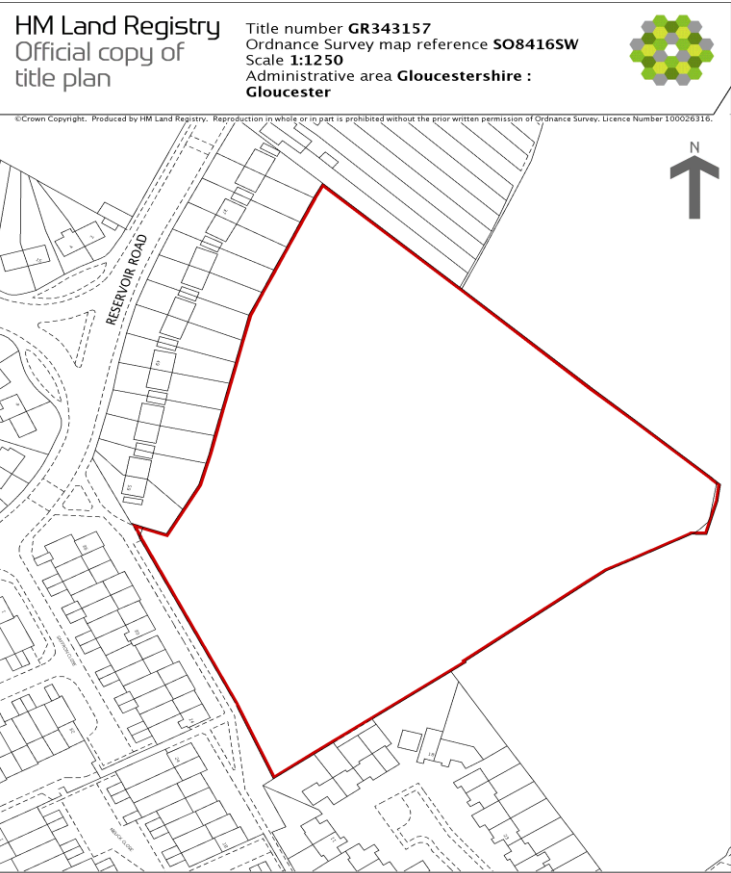 HM Land Registry
Official copy of
title plan
Title number GR343157
Ordnance Survey map reference SO8416SW
Scale 1:1250
Administrative area Gloucestershire :
Gloucester
©Crown Copyright. Produced by HM Land Registry. Reproduction in whole or in part is prohibited without the prior written permission of Ordnance Survey. Licence Number 100026316.
N
RESERVOIR ROAD